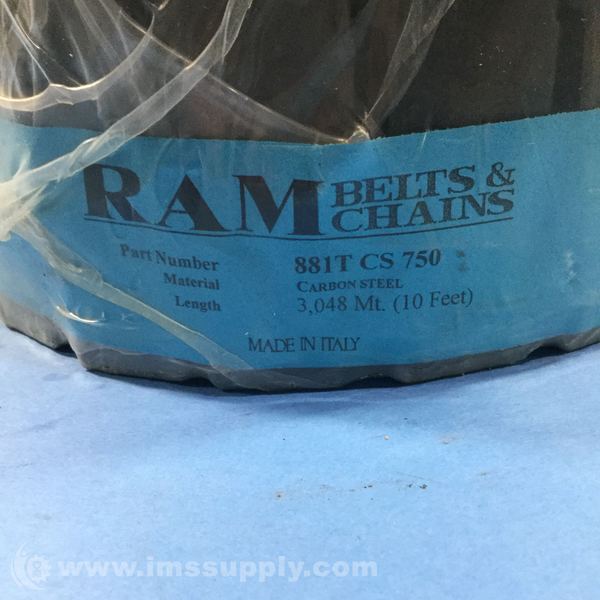 RAM BELTS & CHAINS
Part Number 881T CS 750
Material CARBON STEEL
Length 3,048 Mt. (10 Feet)
MADE IN ITALY
www.imssupply.com